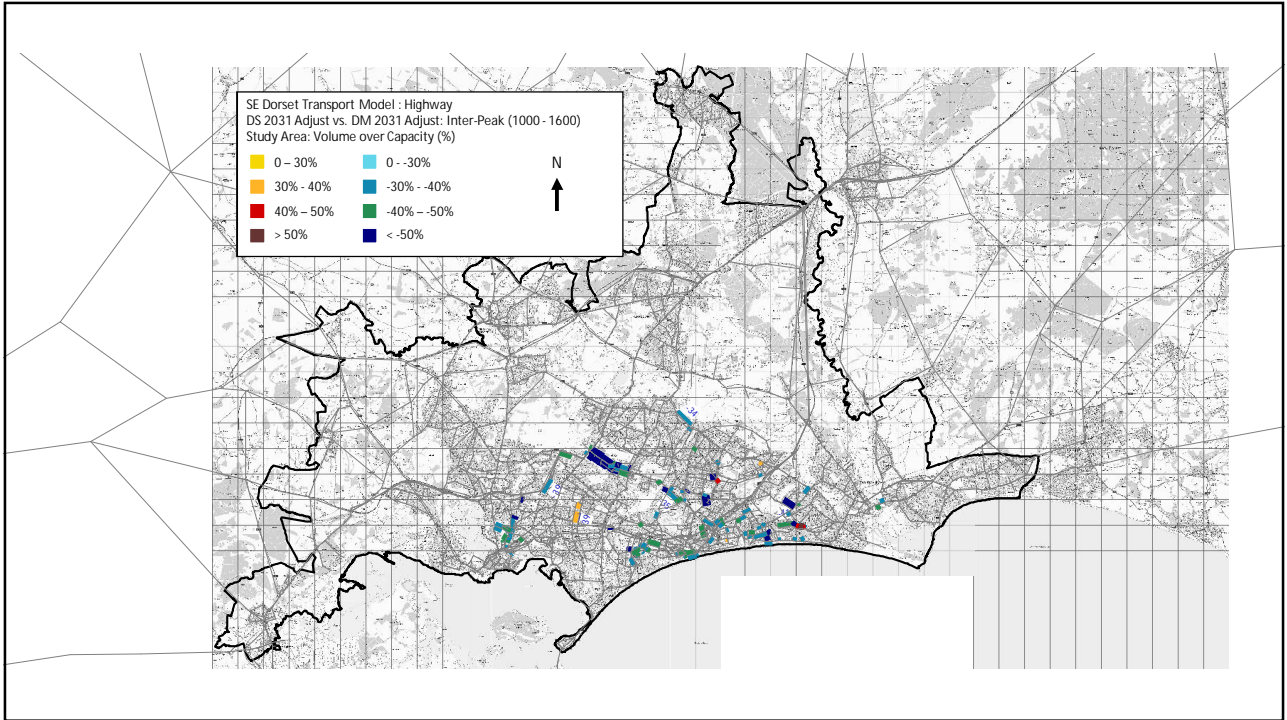 SE Dorset Transport Model : Highway
DS 2031 Adjust vs. DM 2031 Adjust: Inter-Peak (1000 - 1600)
Study Area: Volume over Capacity (%)
0 – 30%
0 - -30%
N
30% - 40%
-30% - -40%
40% – 50%
-40% – -50%
> 50%
< -50%
-34